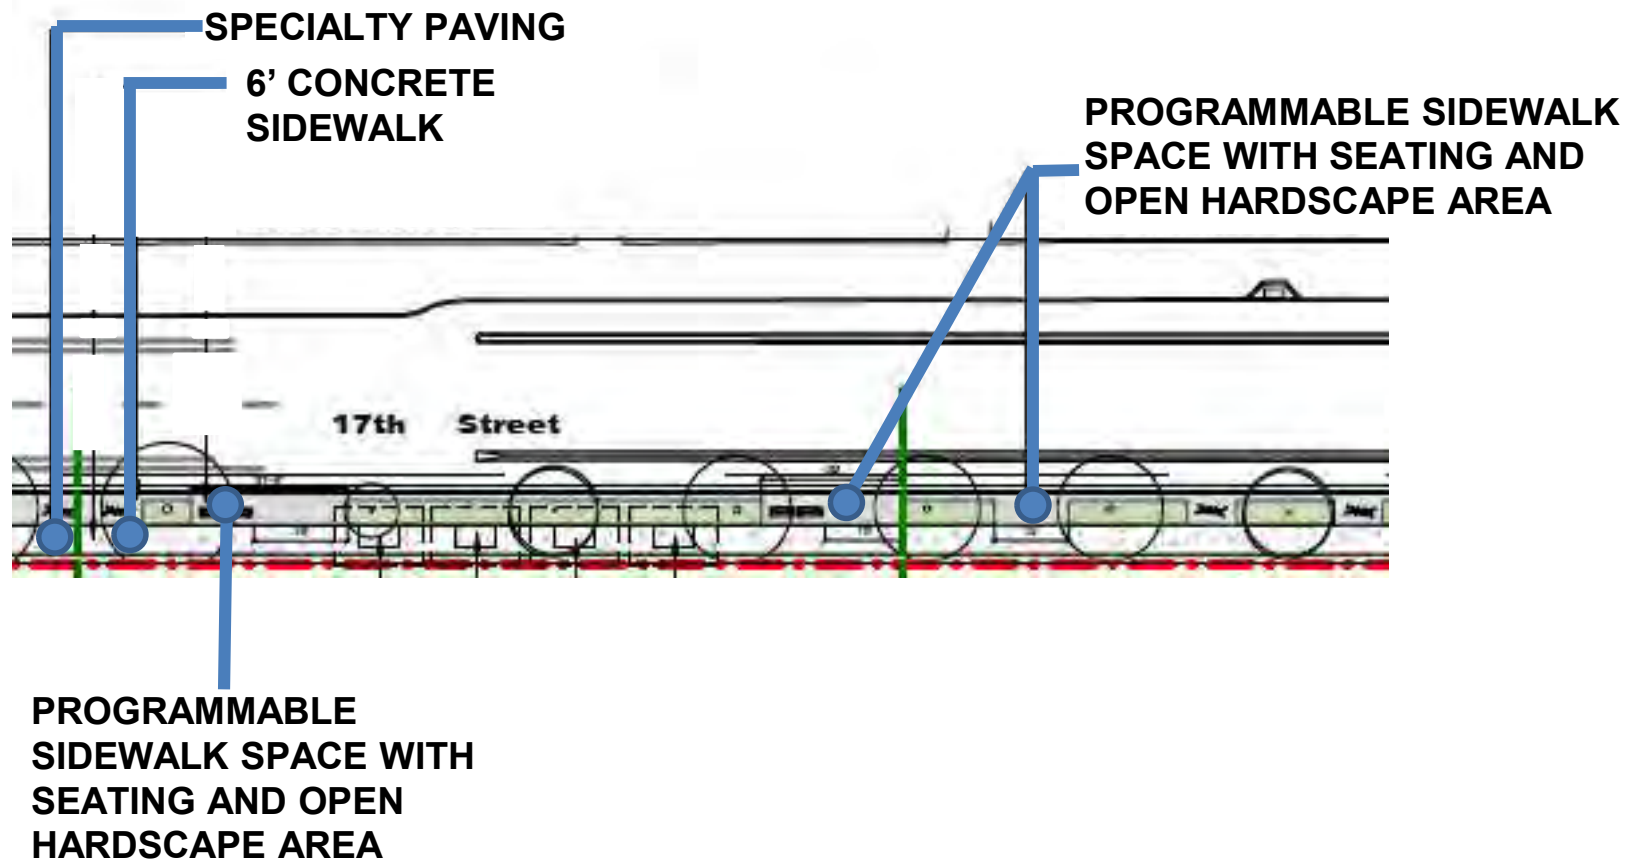 SPECIALTY PAVING
6’ CONCRETE
SIDEWALK
PROGRAMMABLE SIDEWALK
SPACE WITH SEATING AND
OPEN HARDSCAPE AREA
17th Street
PROGRAMMABLE
SIDEWALK SPACE WITH
SEATING AND OPEN
HARDSCAPE AREA